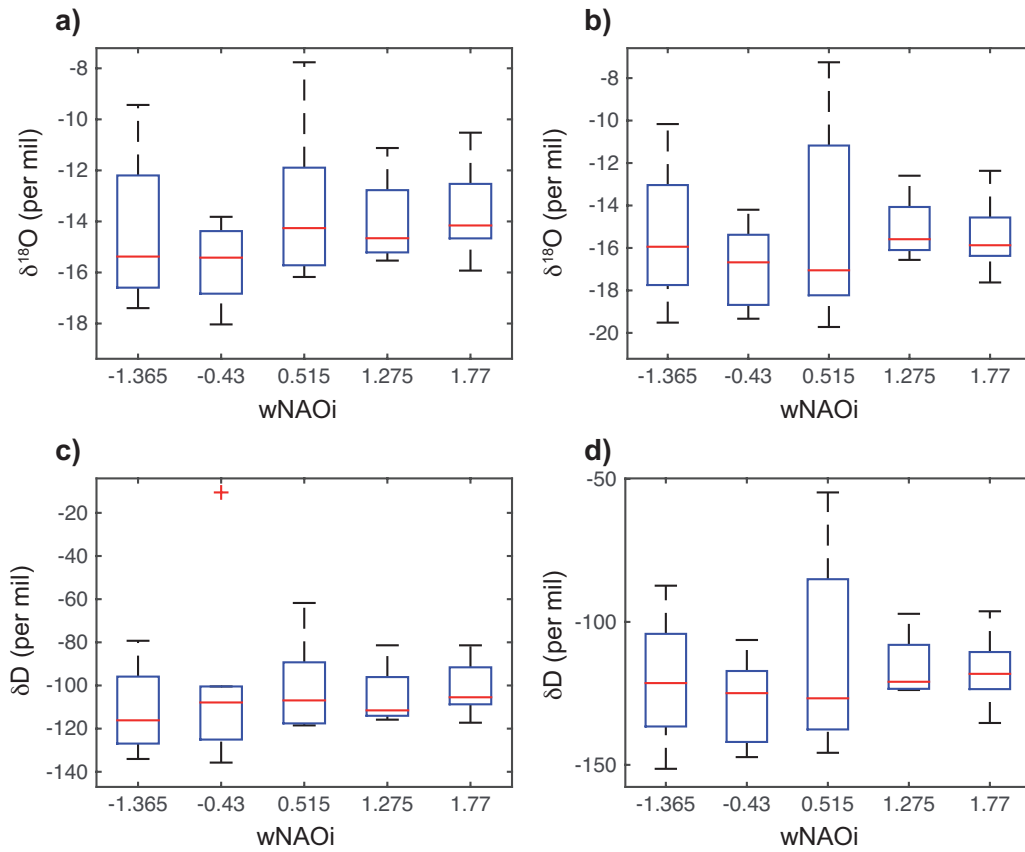 a)
δ¹⁸O (per mil)
-8
-10
-12
-14
-16
-18
-1.365 -0.43 0.515 1.275 1.77
wNAOi
b)
δ¹⁸O (per mil)
-8
-10
-12
-14
-16
-18
-20
-1.365 -0.43 0.515 1.275 1.77
wNAOi
c)
δD (per mil)
-20
-40
-60
-80
-100
-120
-140
-1.365 -0.43 0.515 1.275 1.77
wNAOi
d)
δD (per mil)
-50
-100
-150
-1.365 -0.43 0.515 1.275 1.77
wNAOi